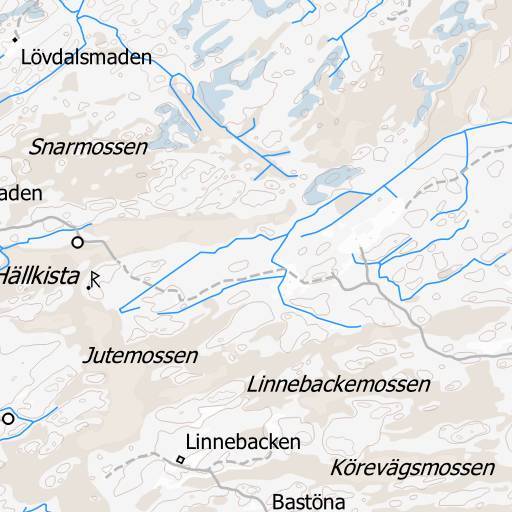 Lövdalsmaden
Snarmossen
aden
Hällkista
Jutemossen
Linnebackemossen
Linnebacken
Körevägsmossen
Bastöna